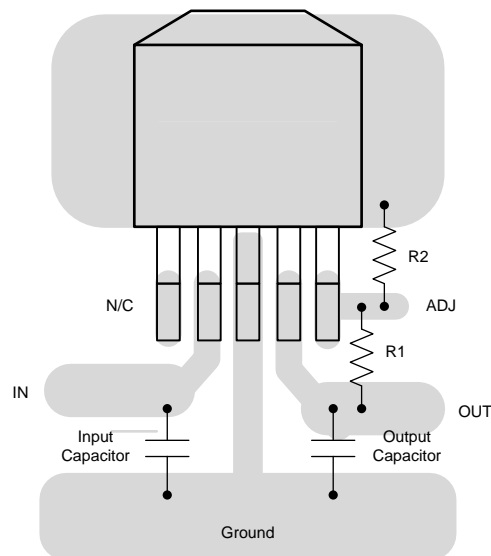 R2
N/C
ADJ
R1
IN
OUT
Input
Capacitor
Output
Capacitor
Ground